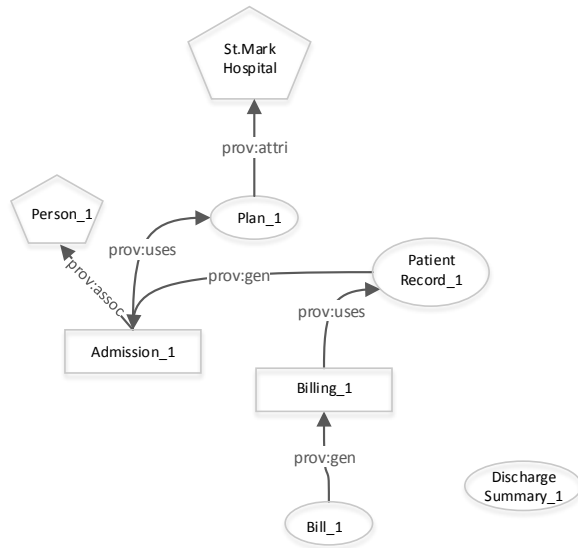 St.Mark
Hospital
prov:attri
Person_1
Plan_1
prov:uses
prov:assoc
prov:gen
Patient
Record_1
prov:uses
Admission_1
Billing_1
prov:gen
Discharge
Summary_1
Bill_1